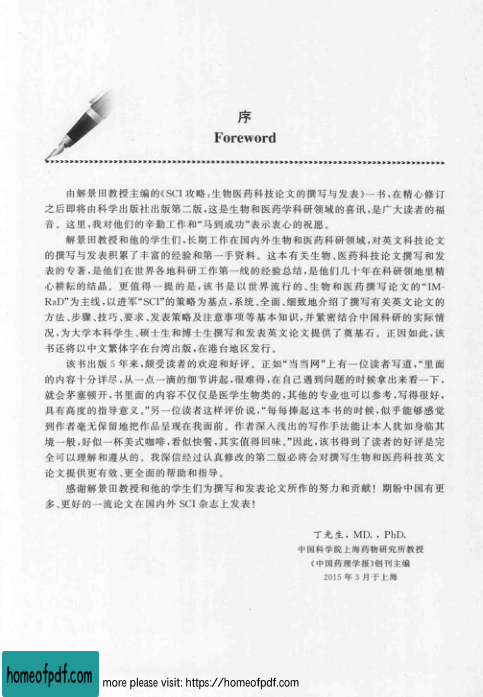 序
Foreword
由解景田教授主编的《SCI攻略:生物医药科技论文的撰写与发表》一书,在精心修订
之后即将由科学出版社出版第二版,这是生物和医药学科研领域的喜讯,是广大读者的福
音。这里,我对他们的辛勤工作和“马到成功”表示衷心的祝愿。
解景田教授和他的学生们,长期工作在国内外生物和医药科研领域,对英文科技论文
的撰写与发表积累了丰富的经验和第一手资料。这本有关生物、医药科技论文撰写和发
表的专著,是他们在世界各地科研工作第一线的经验总结,是他们几十年在科研领地里精
心耕耘的结晶。更值得一提的是,该书是以世界流行的、生物和医药撰写论文的“IM-
RaD”为主线,以进军“SCI”的策略为基点,系统、全面、细致地介绍了撰写有关英文论文的
方法、步骤、技巧、要求、发表策略及注意事项等基本知识,并紧密结合中国科研的实际情
况,为大学本科学生、硕士生和博士生撰写和发表英文论文提供了奠基石。正因如此,该
书还将以中文繁体字在台湾出版,在港台地区发行。
该书出版5年来,颇受读者的欢迎和好评。正如“当当网”上有一位读者写道,“里面
的内容十分详尽,从一点一滴的细节讲起,很难得,在自己遇到问题的时候拿出来看一下,
就会茅塞顿开,书里面的内容不仅仅是医学生物类的,其他的专业也可以参考,写得很好,
具有高度的指导意义。”另一位读者这样评价说,“每每捧起这本书的时候,似乎能够感觉
到作者毫无保留地把作品呈现在我面前。作者深入浅出的写作手法能让本人犹如身临其
境一般,好似一杯美式咖啡,看似快餐,其实值得回味。”因此,该书得到了读者的好评是完
全可以理解和遵从的。我深信经过认真修改的第二版必将会对撰写生物和医药科技英文
论文提供更有效、更全面的帮助和指导。
感谢解景田教授和他的学生们为撰写和发表论文所作的努力和贡献!期盼中国有更
多、更好的一流论文在国内外SCI杂志上发表!
丁光生,MD.,PhD.
中国科学院上海药物研究所教授
《中国药理学报》创刊主编
2015年3月于上海
homeofpdf.com
more please visit: https://homeofpdf.com